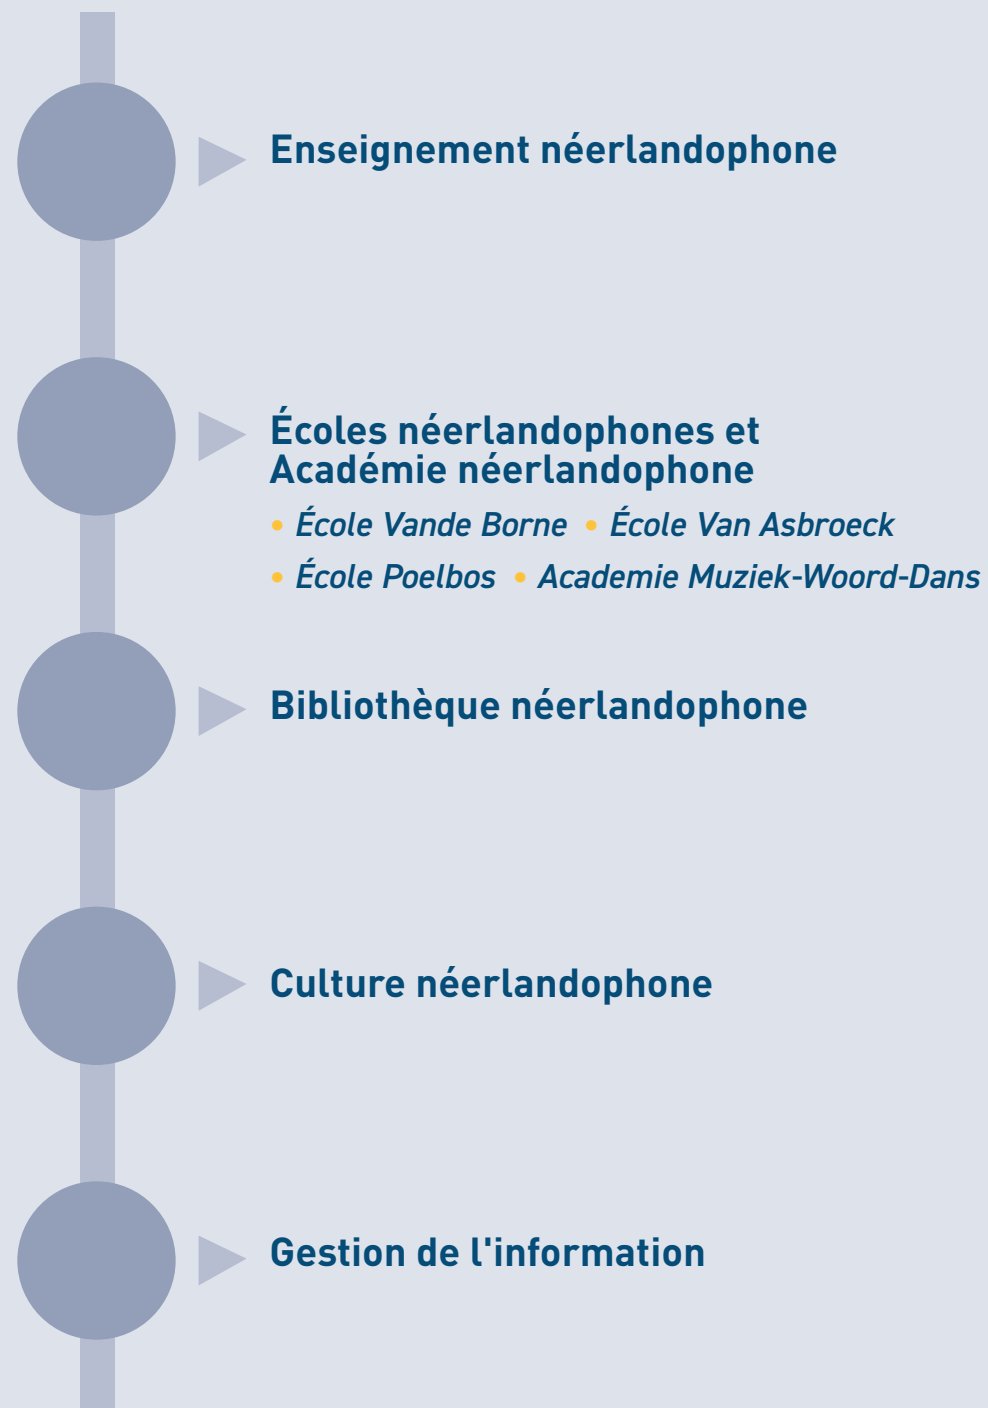 Enseignement néerlandophone
Écoles néerlandophones et
Académie néerlandophone
• École Vande Borne • École Van Asbroeck
• École Poelbos • Academie Muziek-Woord-Dans
Bibliothèque néerlandophone
Culture néerlandophone
Gestion de l'information